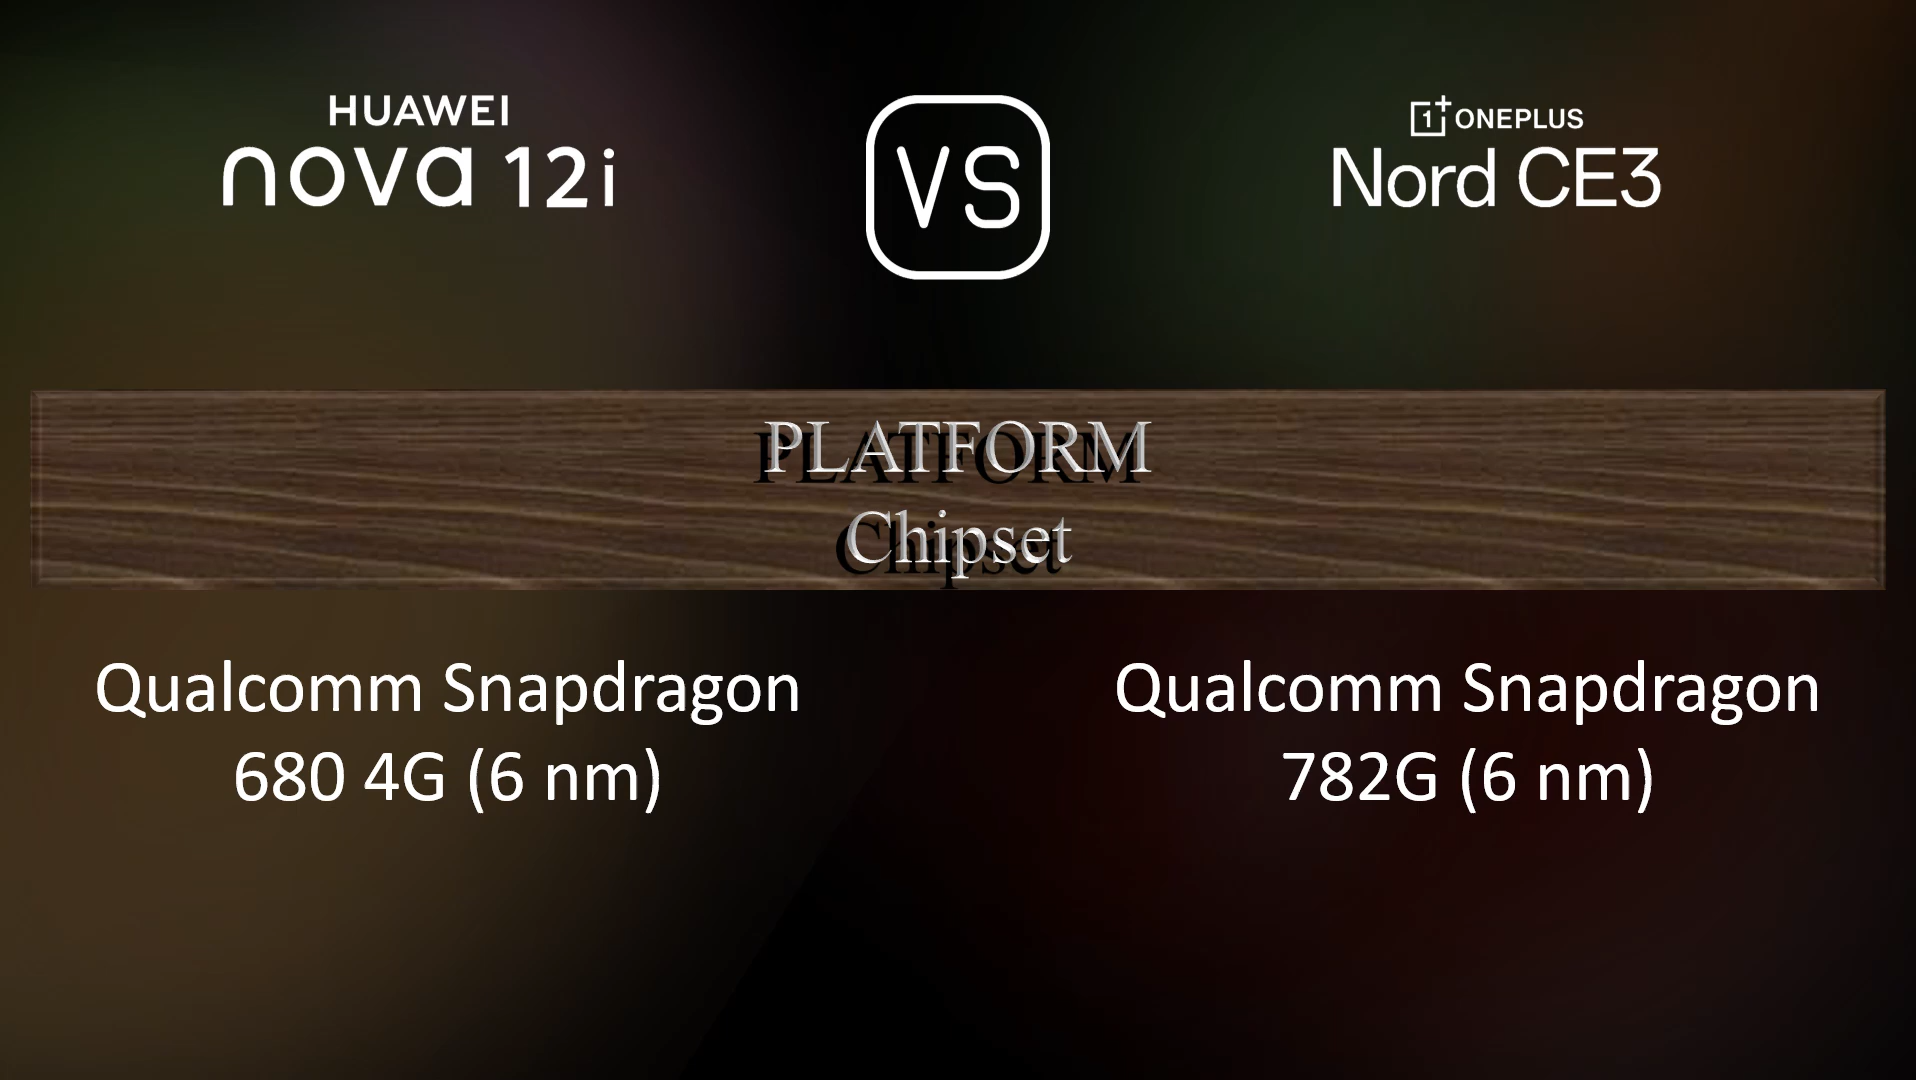 HUAWEI
nova 12i
VS
1+ ONEPLUS
Nord CE3
PLATFORM
Chipset
Qualcomm Snapdragon
680 4G (6 nm)
Qualcomm Snapdragon
782G (6 nm)